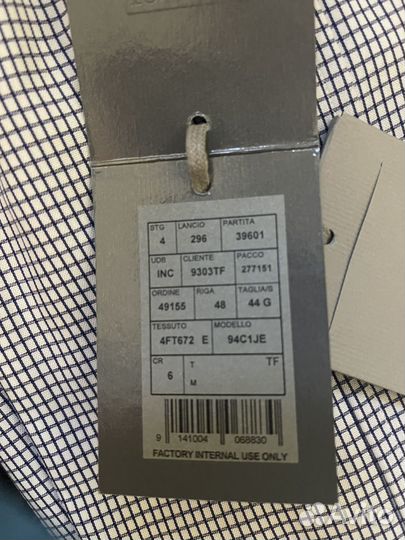 STG LANCIO PARTITA
4 296 39601
UDB CLIENTE PACCO
INC 9303TF 277151
ORDINE RIGA TAGLIA/S
49155 48 44 G
TESSUTO MODELLO
4FT672 E 94C1JE
CR T TF
6 M
9 141004 068830
FACTORY INTERNAL USE ONLY
Avito